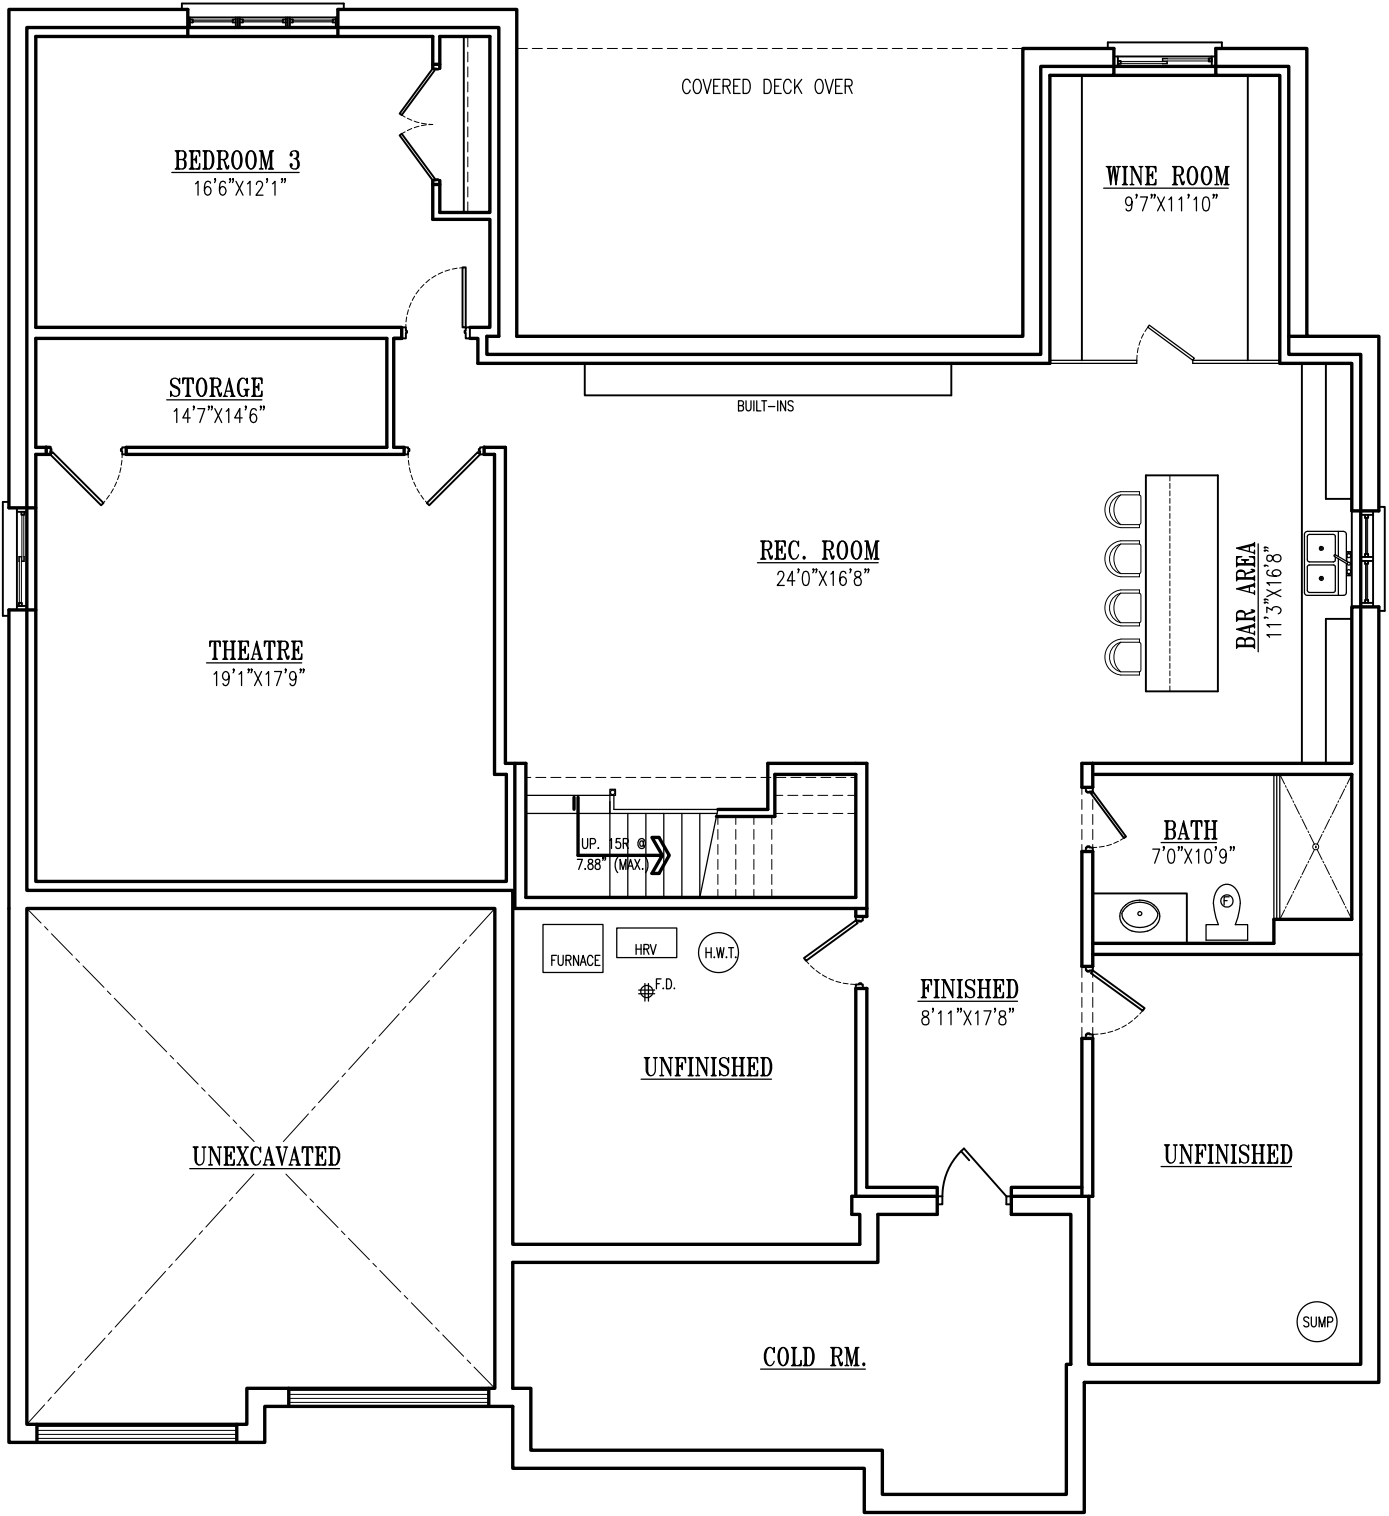 COVERED DECK OVER
BEDROOM 3
16'6"X12'1"
WINE ROOM
9'7"X11'10"
STORAGE
14'7"X14'6"
BUILT-INS
REC. ROOM
24'0"X16'8"
BAR AREA
11'3"X16'8"
THEATRE
19'1"X17'9"
UP. 15R @
7.88" (MAX.)
BATH
7'0"X10'9"
F
FURNACE
HRV
H.W.T.
F.D.
FINISHED
8'11"X17'8"
UNFINISHED
UNEXCAVATED
UNFINISHED
SUMP
COLD RM.